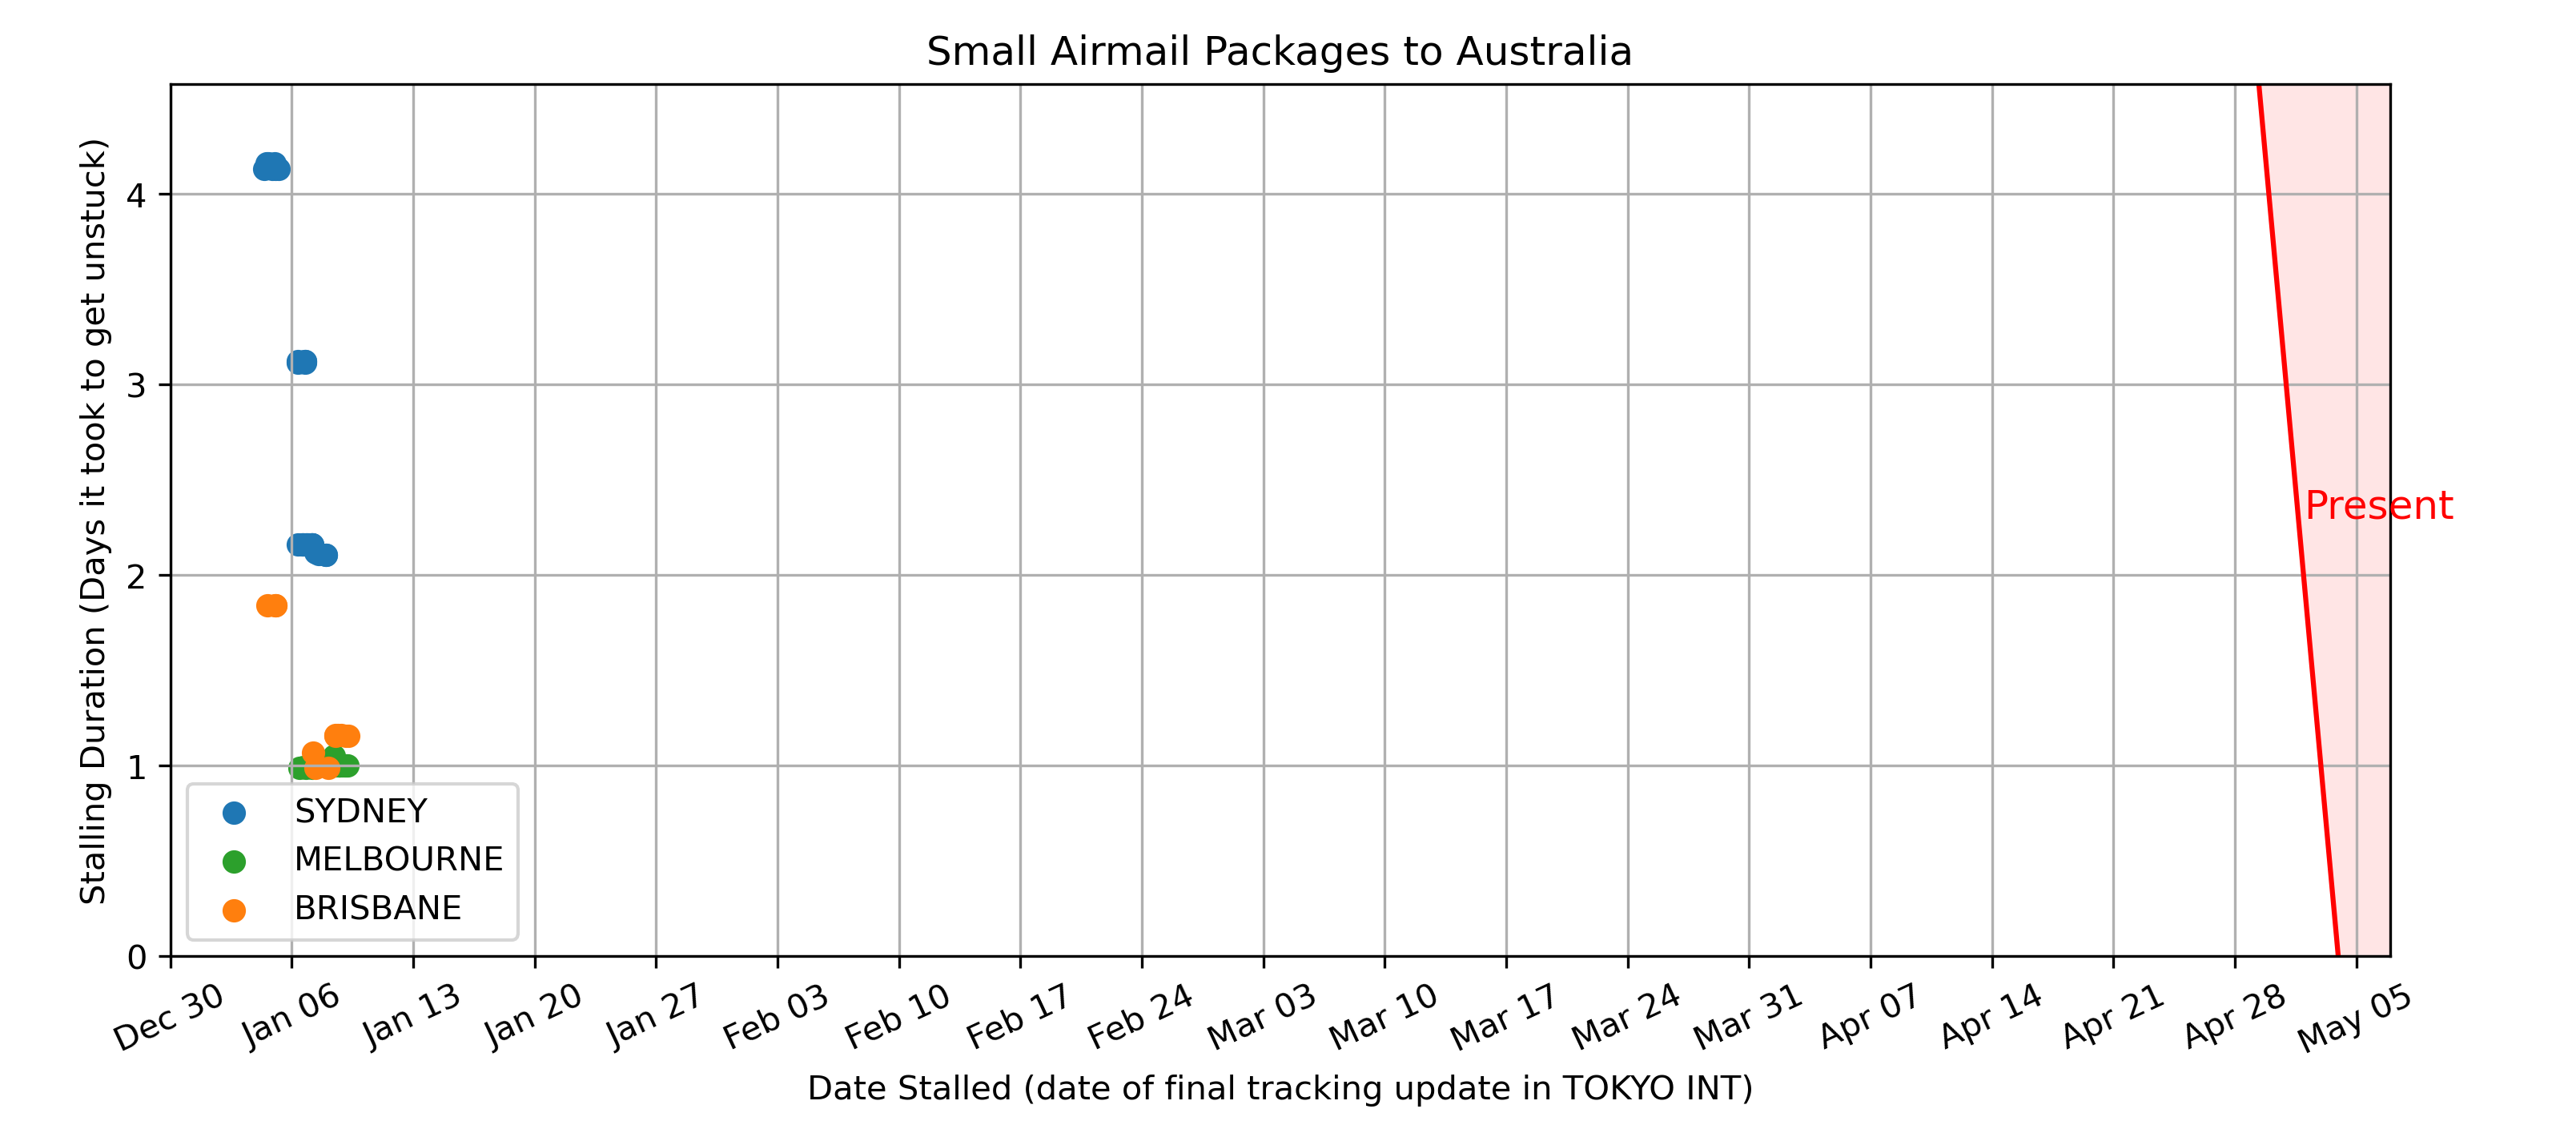 Small Airmail Packages to Australia
Stalling Duration (Days it took to get unstuck)
4
3
2
1
0
Present
SYDNEY
MELBOURNE
BRISBANE
Dec 30 Jan 06 Jan 13 Jan 20 Jan 27 Feb 03 Feb 10 Feb 17 Feb 24 Mar 03 Mar 10 Mar 17 Mar 24 Mar 31 Apr 07 Apr 14 Apr 21 Apr 28 May 05
Date Stalled (date of final tracking update in TOKYO INT)